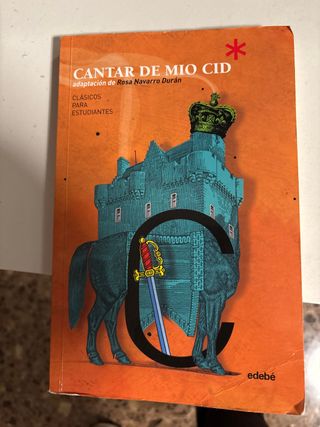 CANTAR DE MIO CID*
adaptación de Rosa Navarro Durán
CLÁSICOS
PARA
ESTUDIANTES
C
edebé